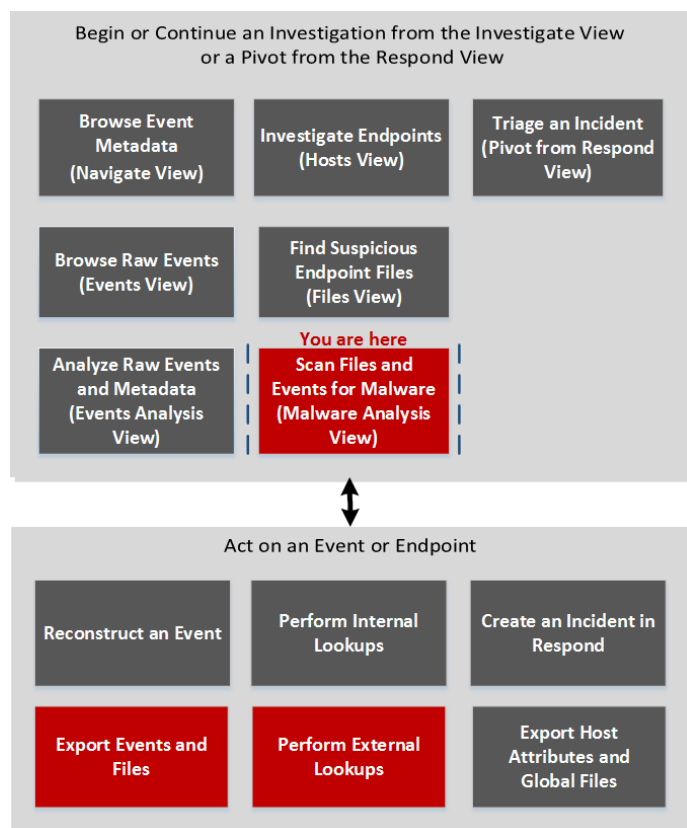 Begin or Continue an Investigation from the Investigate View
or a Pivot from the Respond View
Browse Event
Metadata
(Navigate View)
Investigate Endpoints
(Hosts View)
Triage an Incident
(Pivot from Respond
View)
Browse Raw Events
(Events View)
Find Suspicious
Endpoint Files
(Files View)
Analyze Raw Events
and Metadata
(Events Analysis
View)
You are here
Scan Files and
Events for Malware
(Malware Analysis
View)
Act on an Event or Endpoint
Reconstruct an Event
Perform Internal
Lookups
Create an Incident in
Respond
Export Events and
Files
Perform External
Lookups
Export Host
Attributes and
Global Files